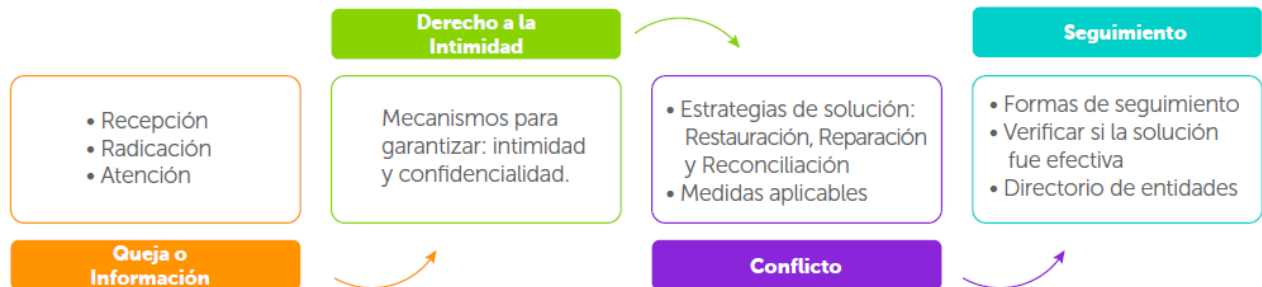 Queja o
Información
• Recepción
• Radicación
• Atención
Derecho a la
Intimidad
Mecanismos para
garantizar: intimidad
y confidencialidad.
Conflicto
• Estrategias de solución:
Restauración, Reparación
y Reconciliación
• Medidas aplicables
Seguimiento
• Formas de seguimiento
• Verificar si la solución
fue efectiva
• Directorio de entidades